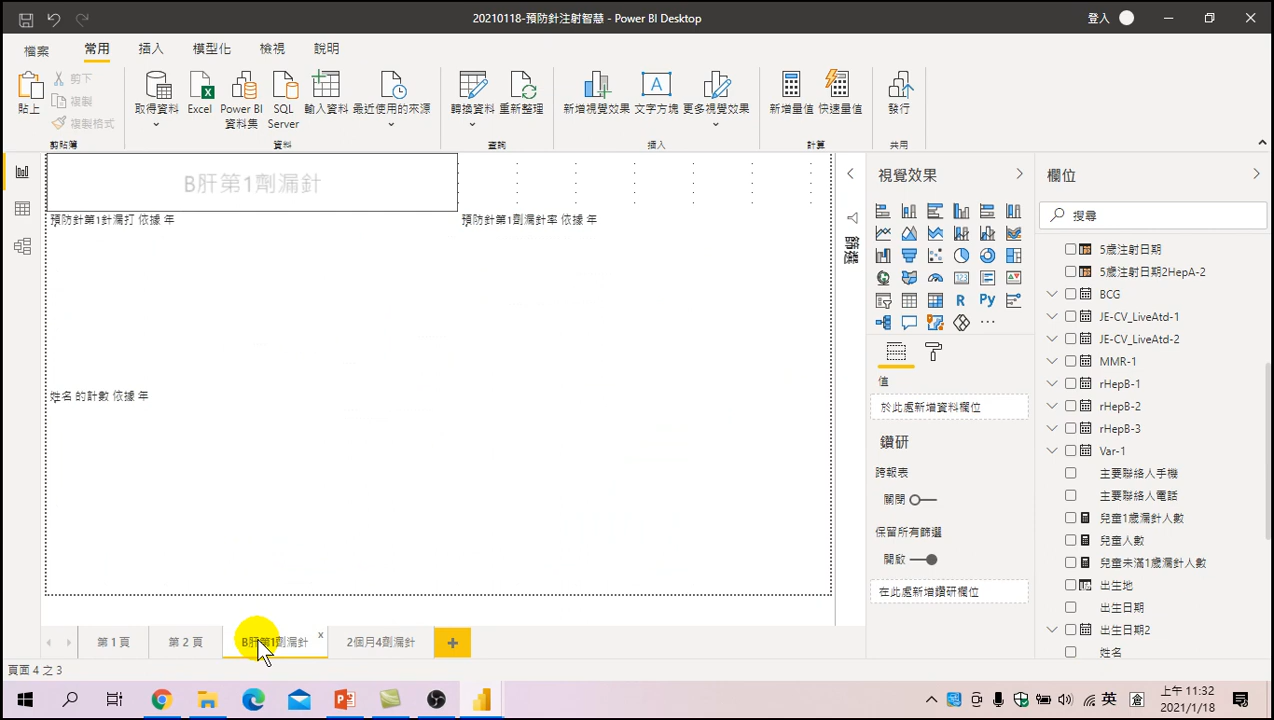 20210118-預防針注射智慧 - Power BI Desktop
登入
檔案
常用
插入
模型化
檢視
說明
貼上
剪下
複製
複製格式
剪貼簿
取得資料
Excel
Power BI 資料集
SQL Server
輸入資料
最近使用的來源
資料
轉換資料
重新整理
查詢
新增視覺效果
文字方塊
更多視覺效果
插入
新增量值
快速量值
計算
發行
共用
B肝第1劑漏針
預防針第1針漏打 依據 年
預防針第1劑漏針率 依據 年
姓名 的計數 依據 年
篩選
視覺效果
R
Py
值
於此處新增資料欄位
鑽研
跨報表
關閉
保留所有篩選
開啟
在此處新增鑽研欄位
欄位
搜尋
5歲注射日期
5歲注射日期2HepA-2
BCG
JE-CV_LiveAtd-1
JE-CV_LiveAtd-2
MMR-1
rHepB-1
rHepB-2
rHepB-3
Var-1
主要聯絡人手機
主要聯絡人電話
兒童1歲漏針人數
兒童人數
兒童未滿1歲漏針人數
出生地
出生日期
出生日期2
姓名
第 1 頁
第 2 頁
B肝第1劑漏針
2個月4劑漏針
頁面 4 之 3
英
上午 11:32
2021/1/18